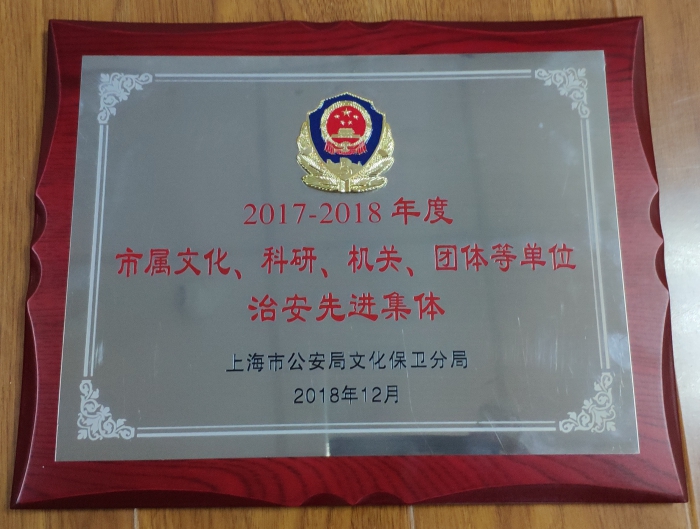 2017-2018 年度
市属文化、科研、机关、团体等单位
治安先进集体
上海市公安局文化保卫分局
2018年12月